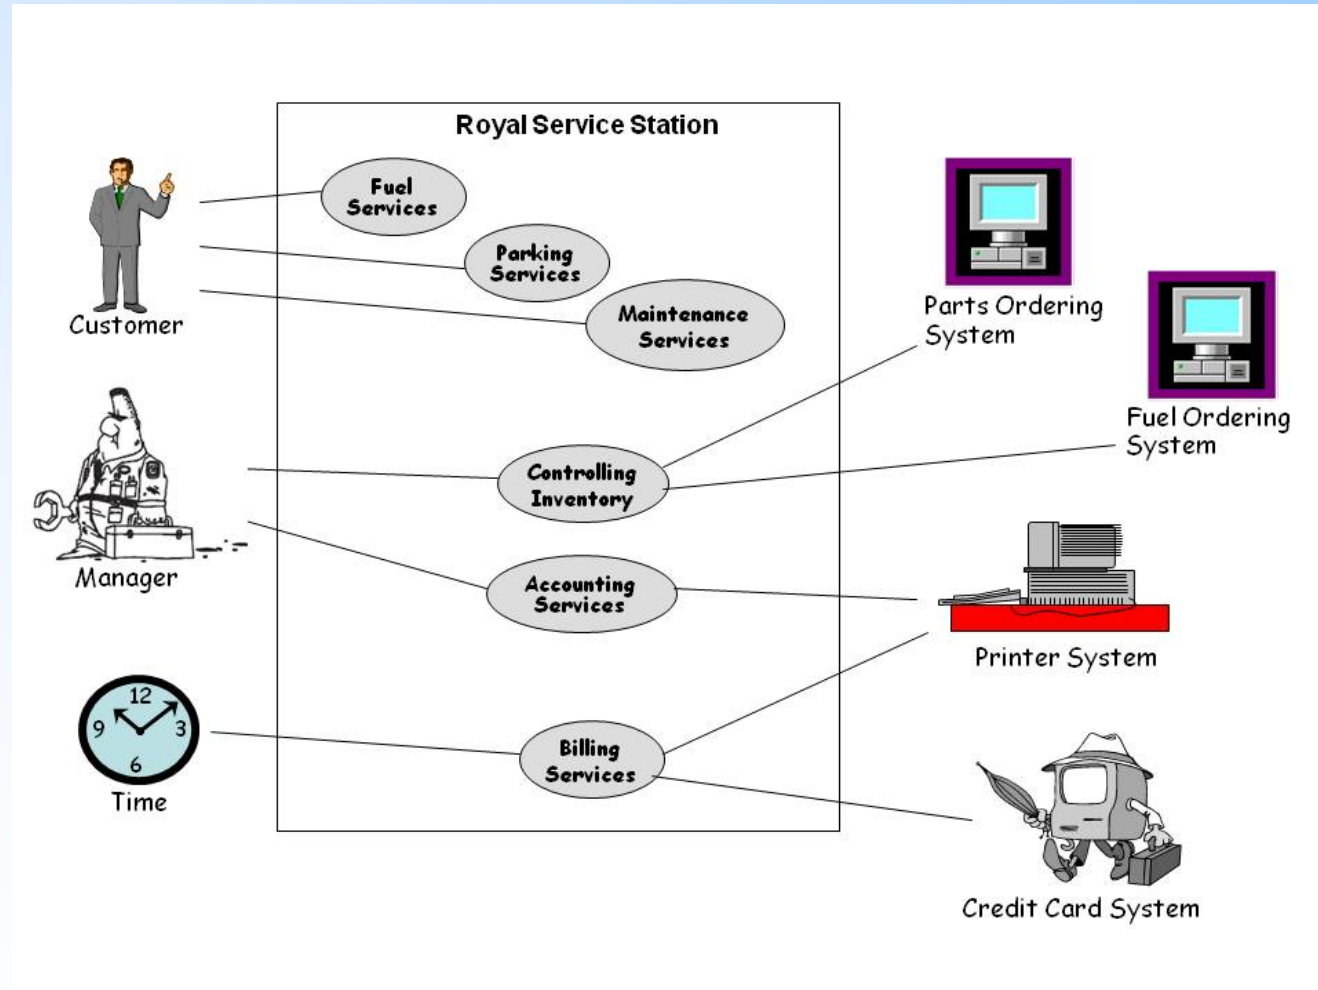 Royal Service Station
Fuel
Services
Parking
Services
Maintenance
Services
Customer
Parts Ordering
System
Fuel Ordering
System
Controlling
Inventory
Manager
Accounting
Services
Printer System
12
9
3
6
Time
Billing
Services
Credit Card System